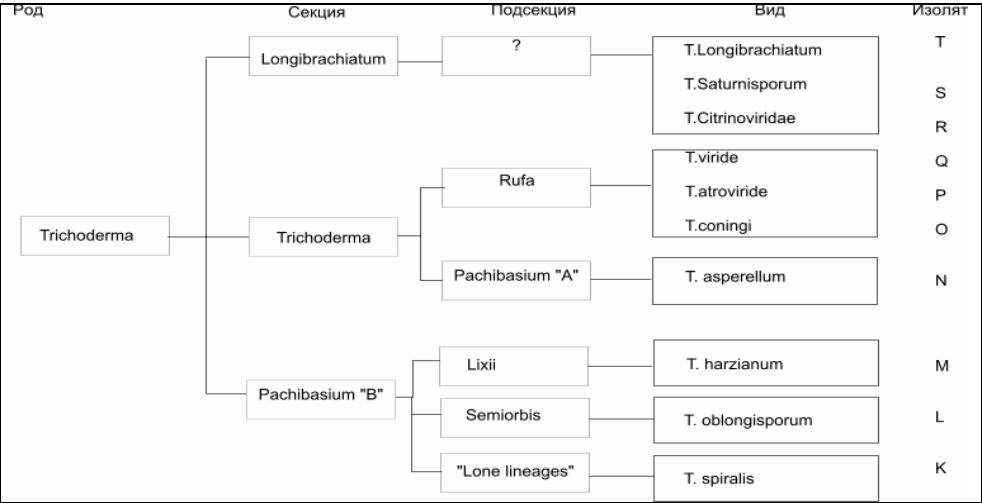 Род Секция Подсекция Вид Изолят
Longibrachiatum ? T.Longibrachiatum T
T.Saturnisporum S
T.Citrinoviridae R
T.viride Q
Rufa T.atroviride P
T.coningi O
Trichoderma Trichoderma
Pachibasium "A" T. asperellum N
Lixii T. harzianum M
Pachibasium "B"
Semiorbis T. oblongisporum L
"Lone lineages" T. spiralis K